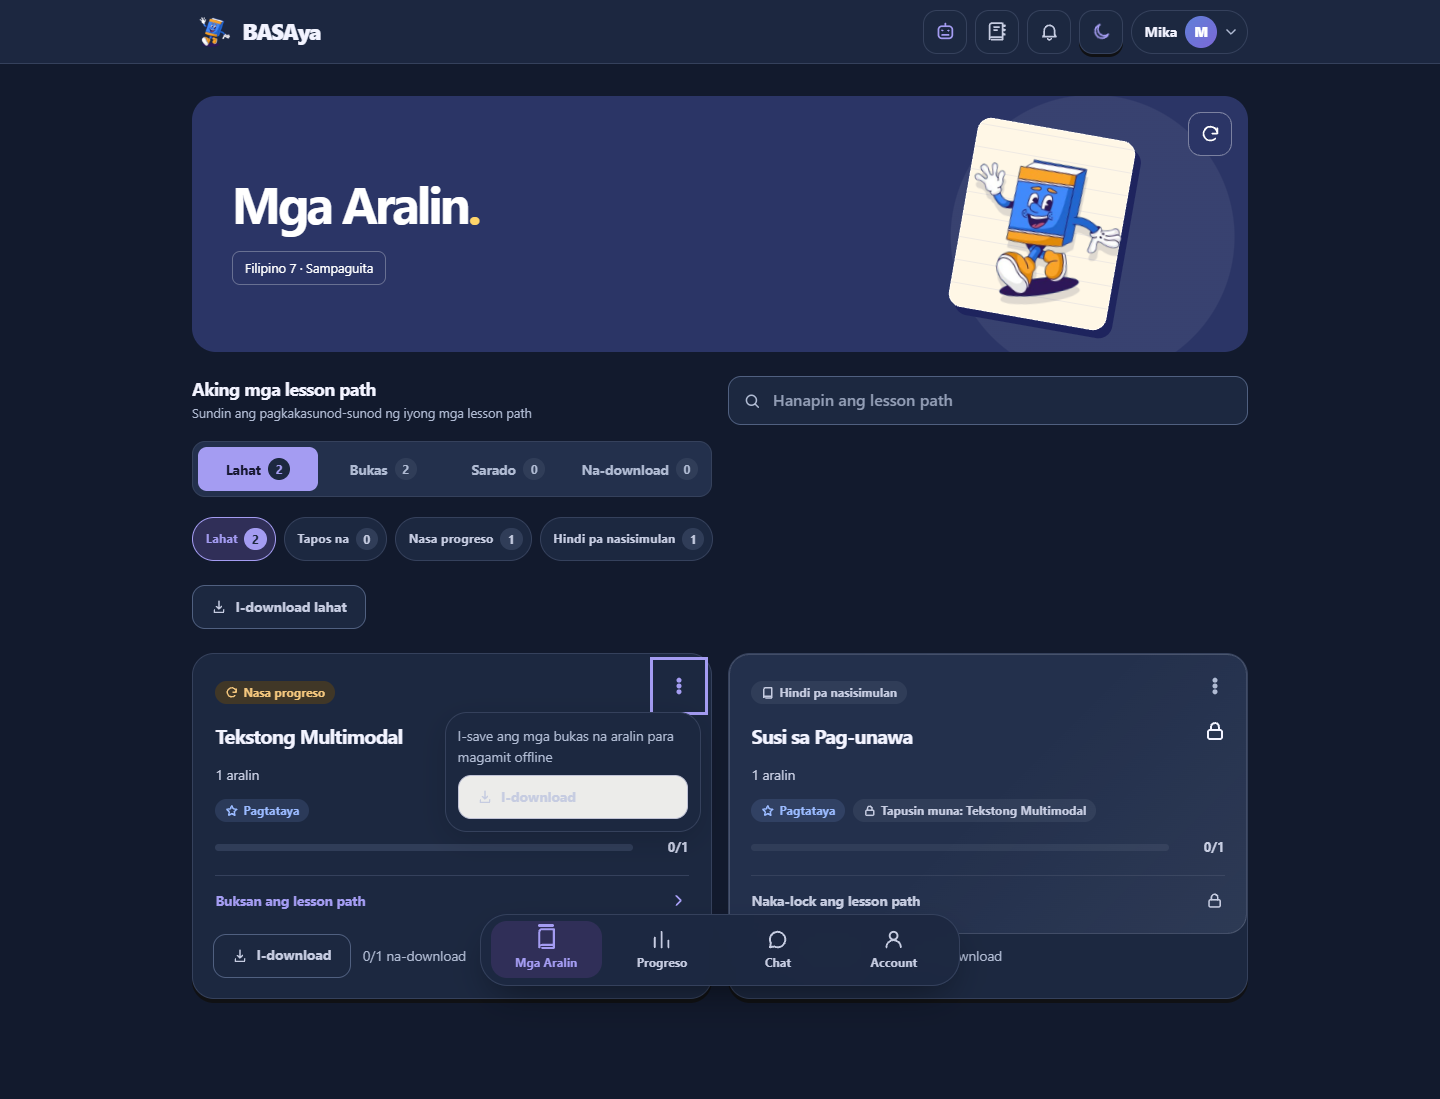 BASAya
Mika
M
Mga Aralin.
Filipino 7 · Sampaguita
Aking mga lesson path
Sundin ang pagkakasunod-sunod ng iyong mga lesson path
Hanapin ang lesson path
Lahat 2
Bukas 2
Sarado 0
Na-download 0
Lahat 2
Tapos na 0
Nasa progreso 1
Hindi pa nasisimulan 1
I-download lahat
Nasa progreso
Tekstong Multimodal
1 aralin
Pagtataya
I-save ang mga bukas na aralin para
magamit offline
I-download
0/1
Buksan ang lesson path
I-download
0/1 na-download
Hindi pa nasisimulan
Susi sa Pag-unawa
1 aralin
Pagtataya
Tapusin muna: Tekstong Multimodal
0/1
Naka-lock ang lesson path
Mga Aralin
Progreso
Chat
Account